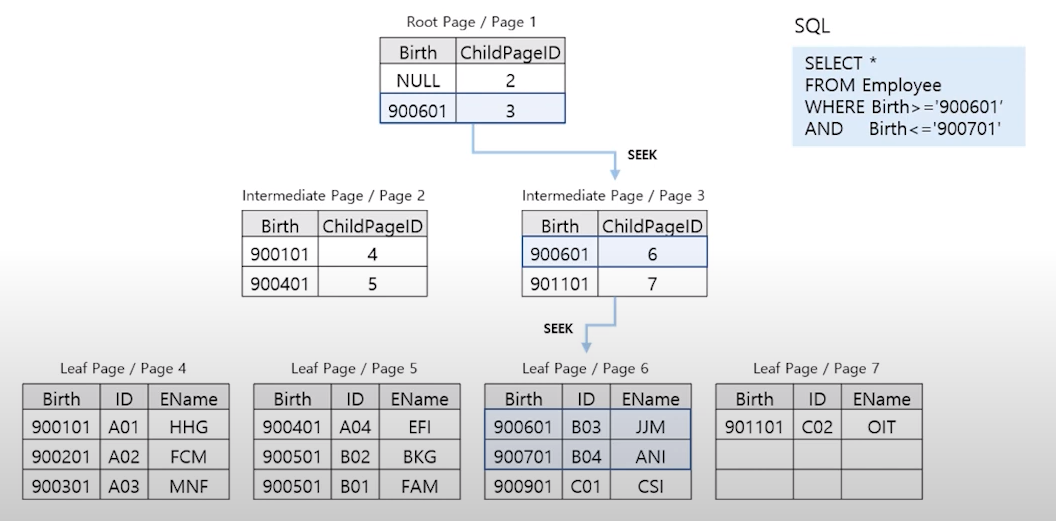 Root Page / Page 1
Birth ChildPageID
NULL 2
900601 3
SQL
SELECT *
FROM Employee
WHERE Birth>='900601'
AND Birth<='900701'
SEEK
Intermediate Page / Page 2
Birth ChildPageID
900101 4
900401 5
Intermediate Page / Page 3
Birth ChildPageID
900601 6
901101 7
SEEK
Leaf Page / Page 4
Birth ID EName
900101 A01 HHG
900201 A02 FCM
900301 A03 MNF
Leaf Page / Page 5
Birth ID EName
900401 A04 EFI
900501 B02 BKG
900501 B01 FAM
Leaf Page / Page 6
Birth ID EName
900601 B03 JJM
900701 B04 ANI
900901 C01 CSI
Leaf Page / Page 7
Birth ID EName
901101 C02 OIT